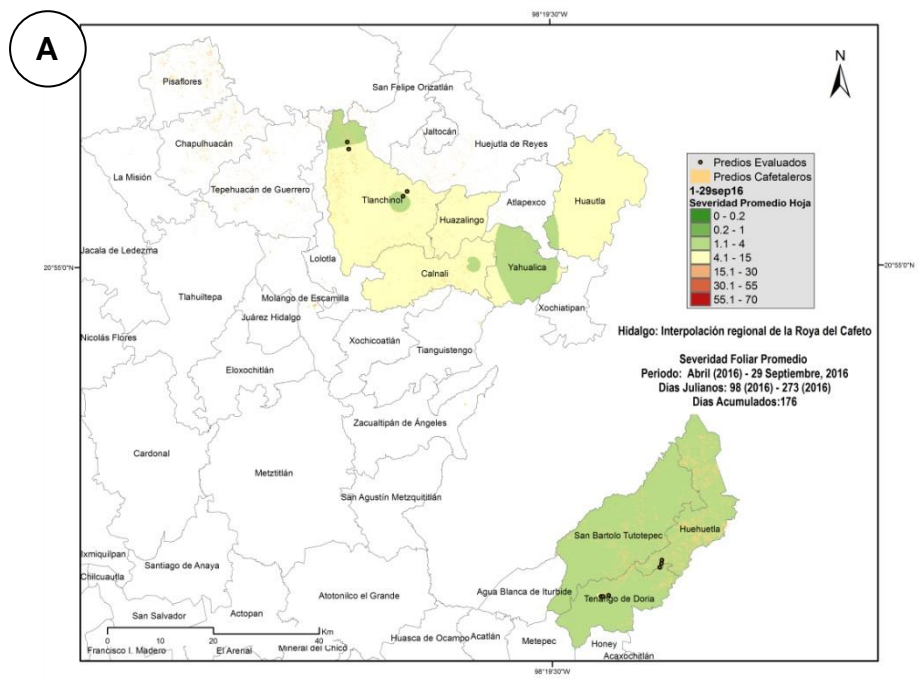 A
98°19'30"W
N
Pisaflores
San Felipe Orizatlán
Jaltocán
Chapulhuacán
Huejutla de Reyes
La Misión
Tepehuacán de Guerrero
Tlanchinol
Huazalingo
Atlapexco
Huautla
Predios Evaluados
Predios Cafetaleros
1-29sep16
Severidad Promedio Hoja
0 - 0.2
0.2 - 1
1.1 - 4
4.1 - 15
15.1 - 30
30.1 - 55
55.1 - 70
Jacala de Ledezma
Lolotla
20°55'0"N
Calnali
Yahualica
20°55'0"N
Tlahuiltepa
Molango de Escamilla
Juárez Hidalgo
Xochiatipan
Nicolás Flores
Xochicoatlán
Tianguistengo
Hidalgo: Interpolación regional de la Roya del Cafeto
Eloxochitlán
Severidad Foliar Promedio
Periodo: Abril (2016) - 29 Septiembre, 2016
Dias Julianos: 98 (2016) - 273 (2016)
Dias Acumulados:176
Zacualtipán de Ángeles
Cardonal
Metztitlán
San Agustín Metzquititlán
San Bartolo Tutotepec
Huehuetla
Ixmiquilpan
Santiago de Anaya
Chilcuautla
Atotonilco el Grande
Agua Blanca de Iturbide
Tenango de Doria
San Salvador
Actopan
Km
0 10 20 40
Francisco I. Madero
El Arenal
Mineral del Chico
Huasca de Ocampo
Acatlán
Metepec
Honey
Acaxochitlán
98°19'30"W